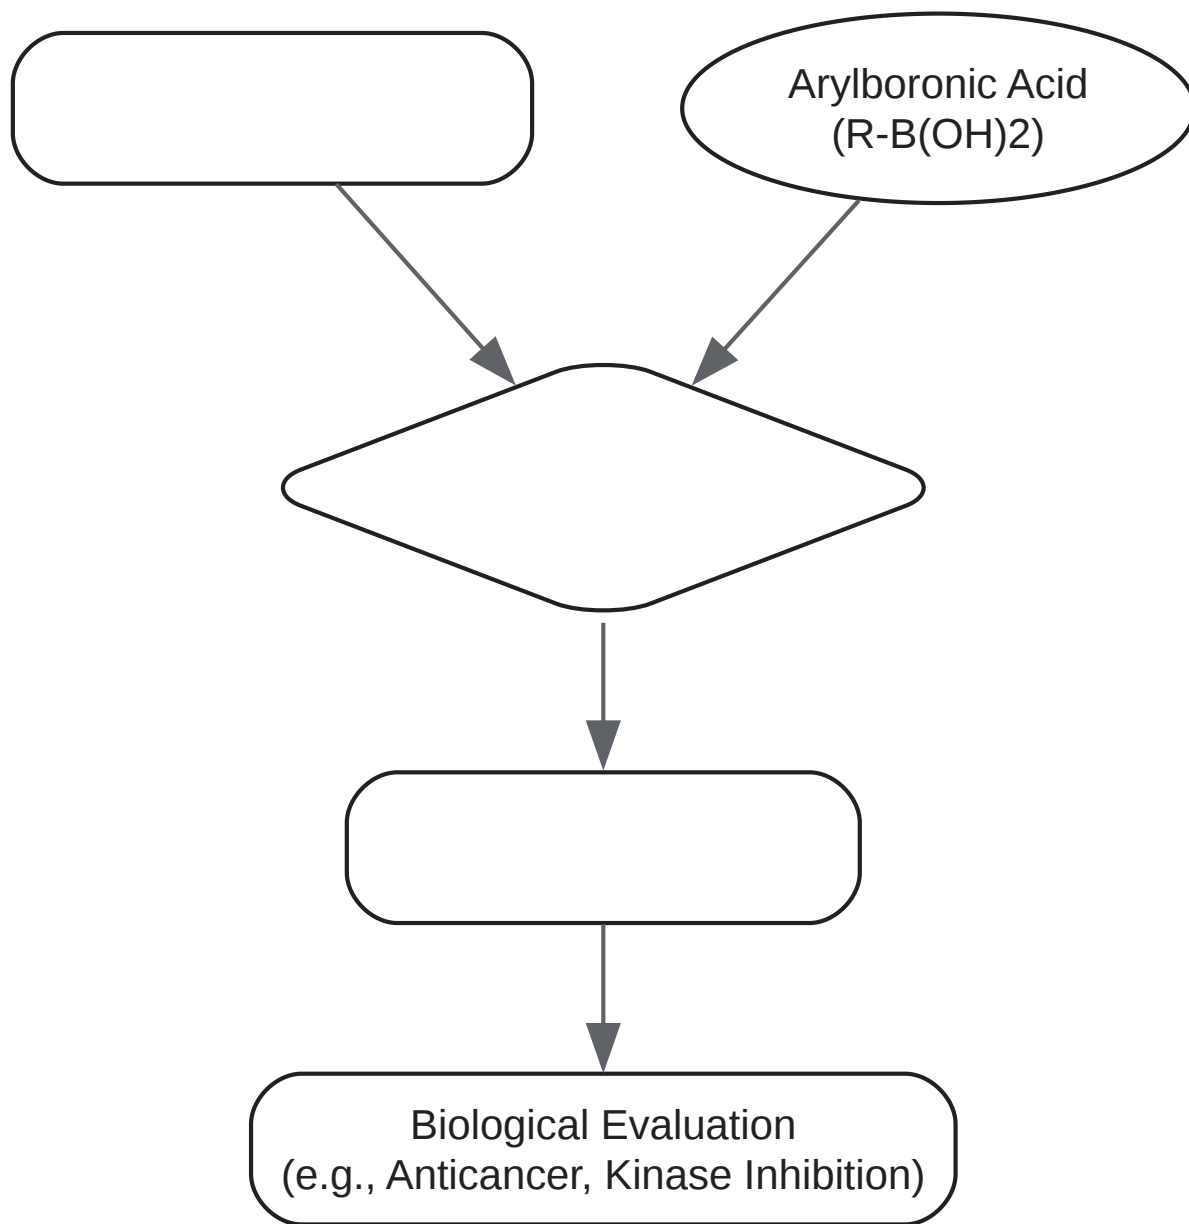 Arylboronic Acid
(R-B(OH)2)
Biological Evaluation
(e.g., Anticancer, Kinase Inhibition)